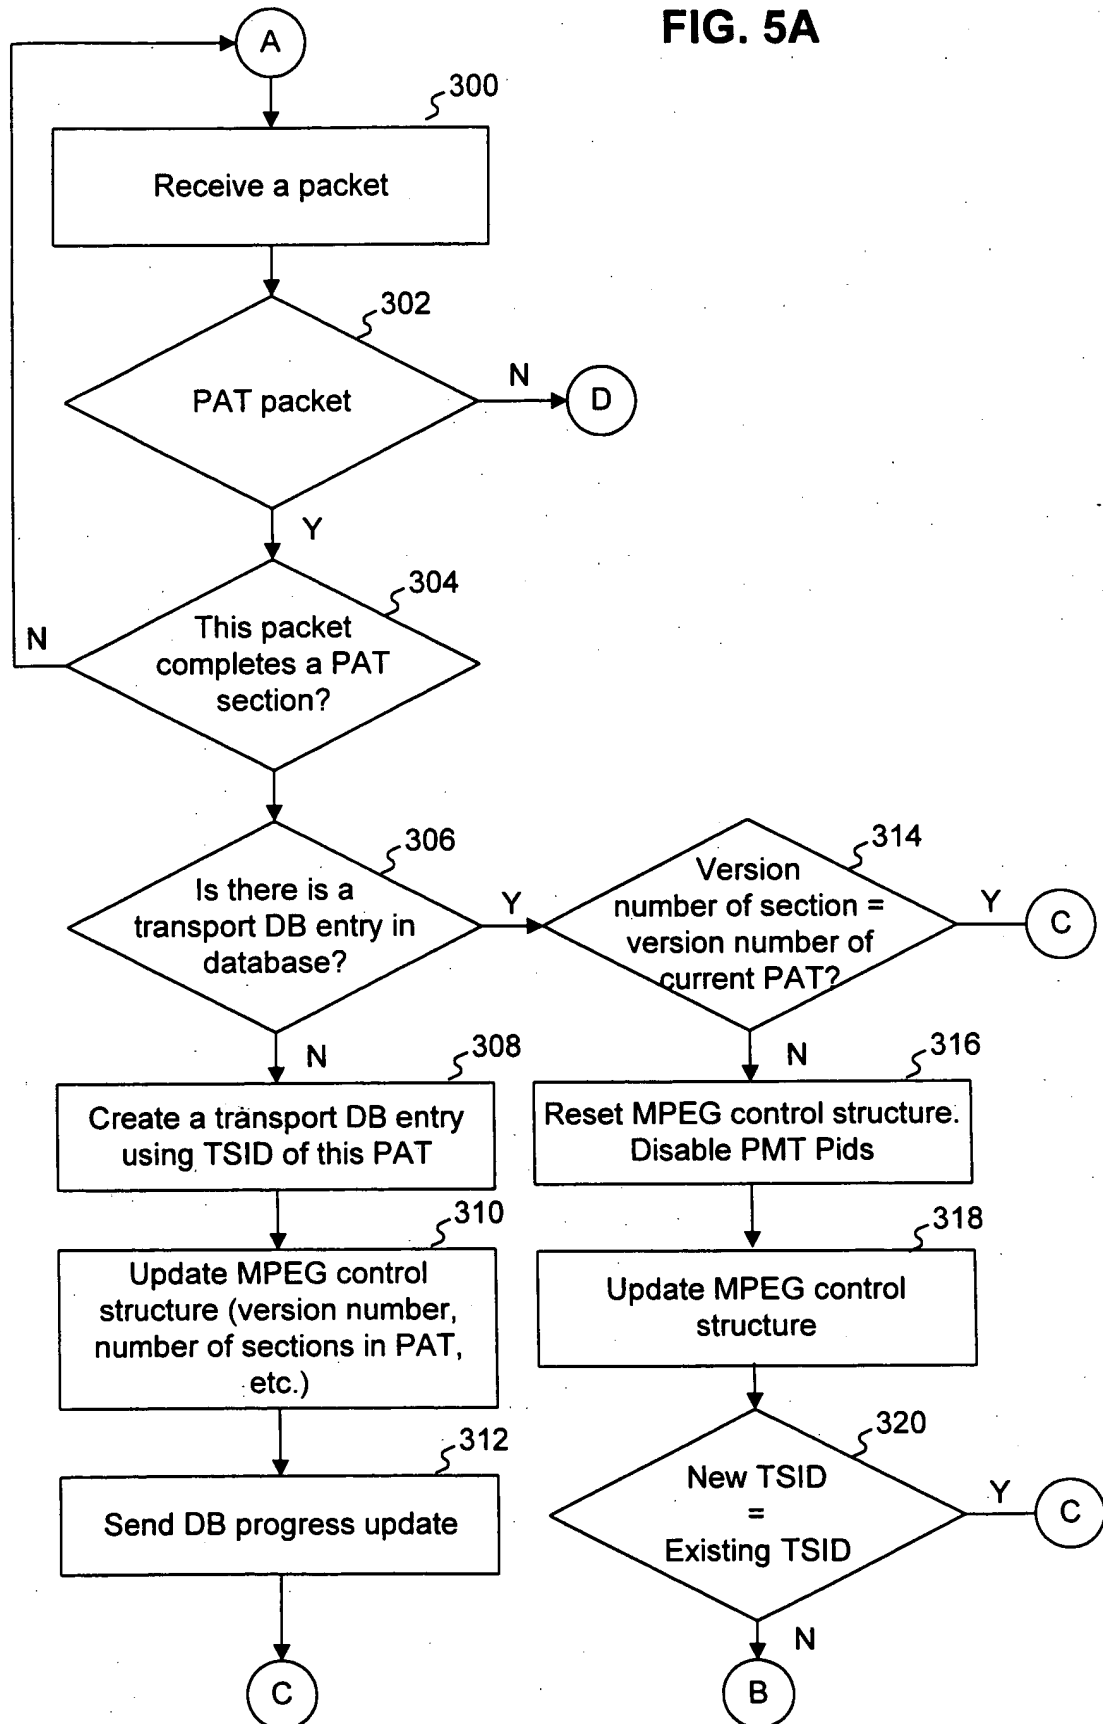 FIG. 5A
A
300
Receive a packet
302
PAT packet
N
D
Y
304
This packet
completes a PAT
section?
N
306
Is there is a
transport DB entry in
database?
Y
314
Version
number of section =
version number of
current PAT?
Y
C
N
308
Create a transport DB entry
using TSID of this PAT
N
316
Reset MPEG control structure.
Disable PMT Pids
310
Update MPEG control
structure (version number,
number of sections in PAT,
etc.)
318
Update MPEG control
structure
312
Send DB progress update
320
New TSID
=
Existing TSID
Y
C
N
C
B